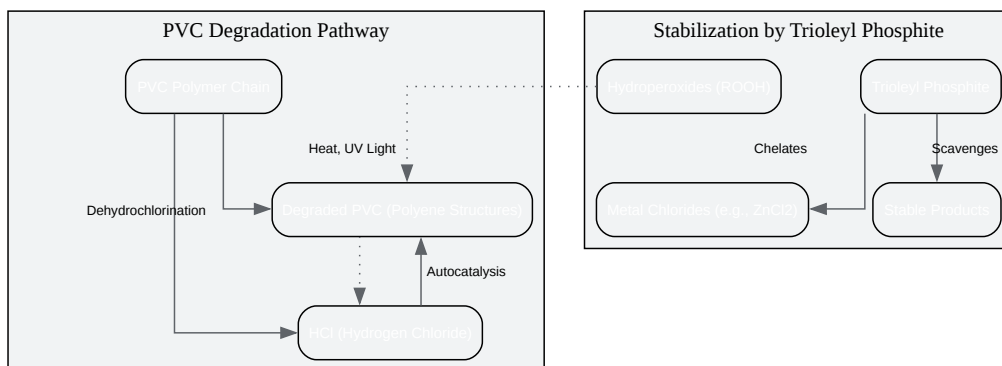 PVC Degradation Pathway
PVC Polymer Chain
Heat, UV Light
Dehydrochlorination
Degraded PVC (Polyene Structures)
Autocatalysis
HCl (Hydrogen Chloride)
Stabilization by Trioleyl Phosphite
Hydroperoxides (ROOH)
Trioleyl Phosphite
Chelates
Scavenges
Metal Chlorides (e.g., ZnCl2)
Stable Products